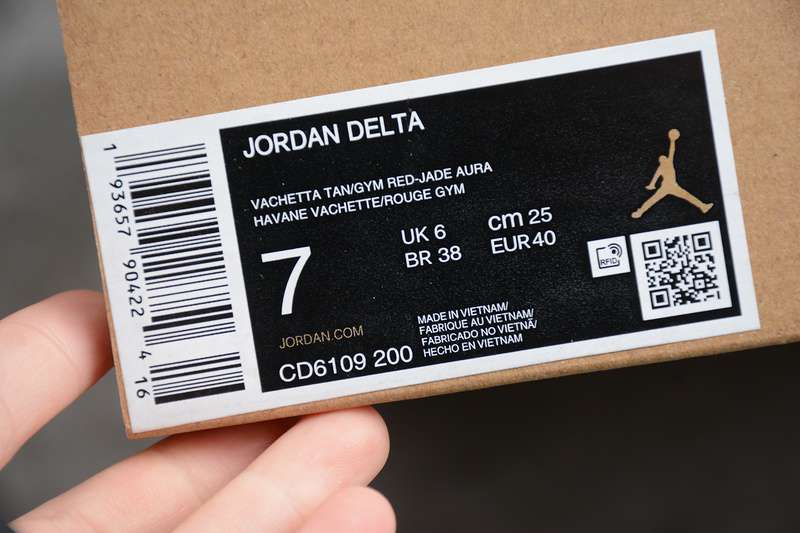 JORDAN DELTA
VACHETTA TAN/GYM RED-JADE AURA
HAVANE VACHETTE/ROUGE GYM
7
UK 6
BR 38
cm 25
EUR 40
RFID
JORDAN.COM
CD6109 200
MADE IN VIETNAM/
FABRIQUE AU VIETNAM/
FABRICADO NO VIETNÃ/
HECHO EN VIETNAM
1 93657 90422 4 16